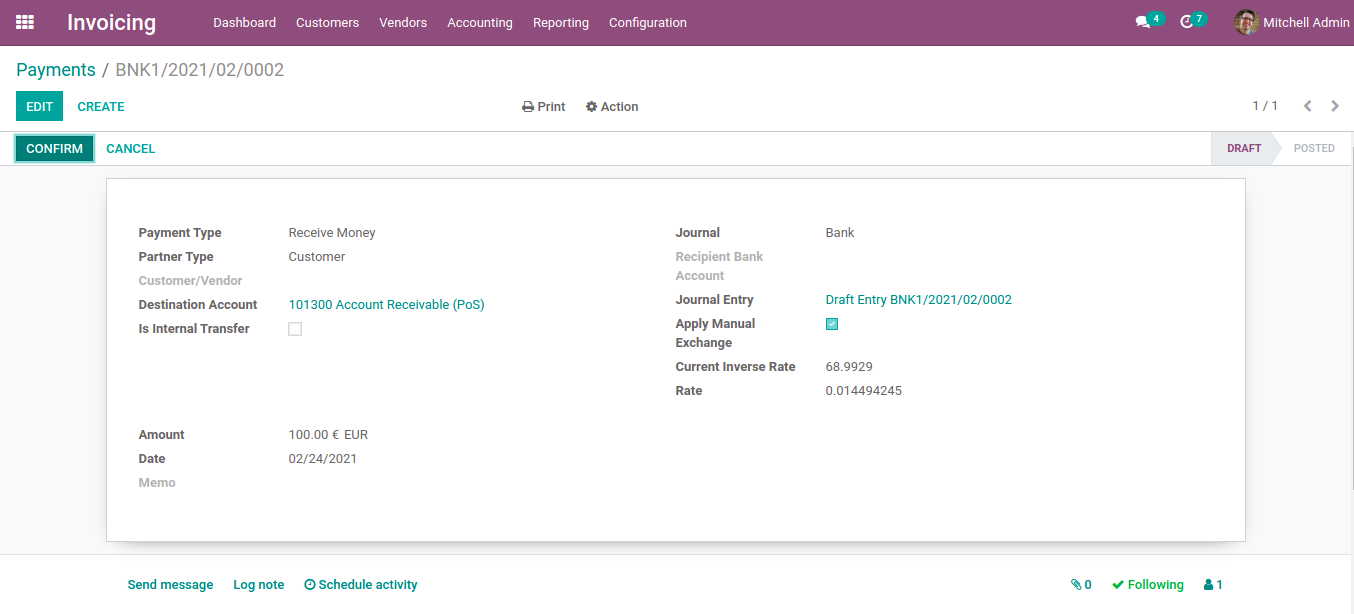 Invoicing Dashboard Customers Vendors Accounting Reporting Configuration 4 7 Mitchell Admin
Payments / BNK1/2021/02/0002
EDIT CREATE Print Action 1 / 1
CONFIRM CANCEL DRAFT POSTED
Payment Type Receive Money
Partner Type Customer
Customer/Vendor
Destination Account 101300 Account Receivable (PoS)
Is Internal Transfer
Journal Bank
Recipient Bank
Account
Journal Entry Draft Entry BNK1/2021/02/0002
Apply Manual
Exchange
Current Inverse Rate 68.9929
Rate 0.014494245
Amount 100.00 € EUR
Date 02/24/2021
Memo
Send message Log note Schedule activity 0 Following 1